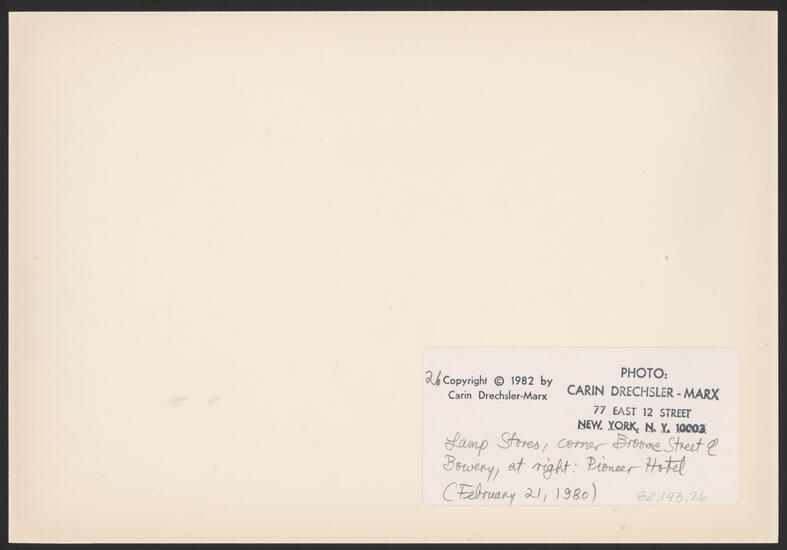 26 Copyright © 1982 by
Carin Drechsler-Marx
PHOTO:
CARIN DRECHSLER-MARX
77 EAST 12 STREET
NEW YORK, N. Y. 10003
Lamp Stores, corner Broome Street &
Bowery, at right: Pioneer Hotel
(February 21, 1980)
82.143.26